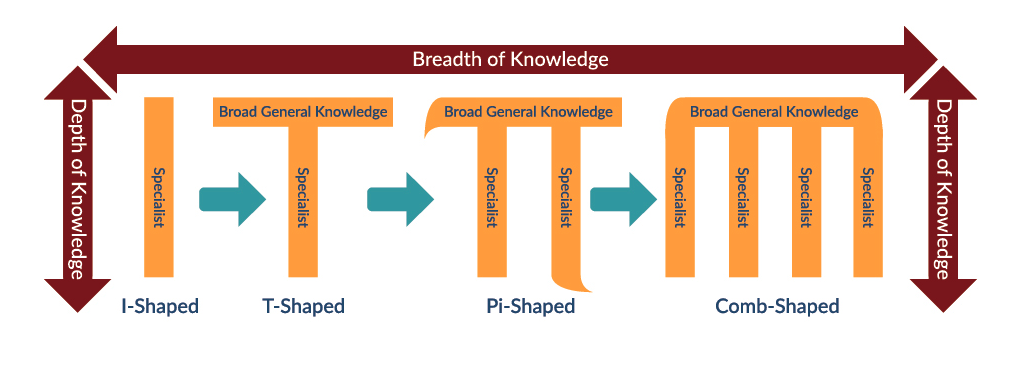 Breadth of Knowledge
Depth of Knowledge
Specialist
I-Shaped
Broad General Knowledge
Specialist
T-Shaped
Broad General Knowledge
Specialist
Specialist
Pi-Shaped
Broad General Knowledge
Specialist
Specialist
Specialist
Specialist
Comb-Shaped
Depth of Knowledge